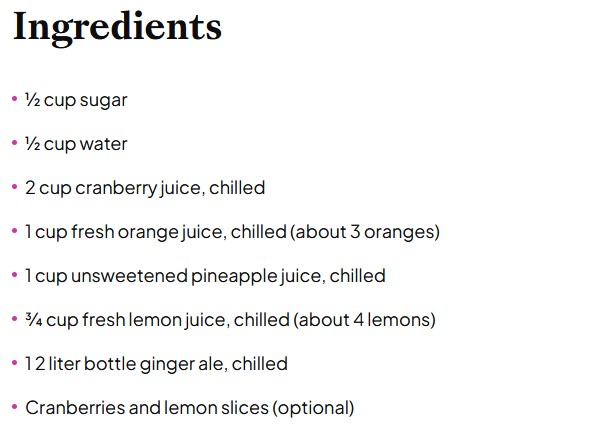 Ingredients
• ½ cup sugar
• ½ cup water
• 2 cup cranberry juice, chilled
• 1 cup fresh orange juice, chilled (about 3 oranges)
• 1 cup unsweetened pineapple juice, chilled
• ¾ cup fresh lemon juice, chilled (about 4 lemons)
• 1 2 liter bottle ginger ale, chilled
• Cranberries and lemon slices (optional)